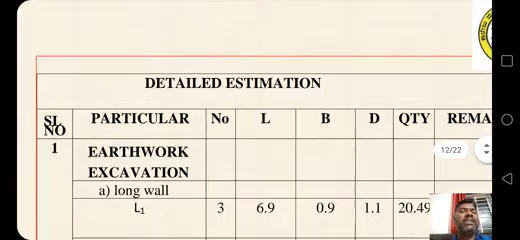 DETAILED ESTIMATION
SL NO PARTICULAR No L B D QTY REMA
1 EARTHWORK
EXCAVATION
a) long wall
L₁ 3 6.9 0.9 1.1 20.49
12/22